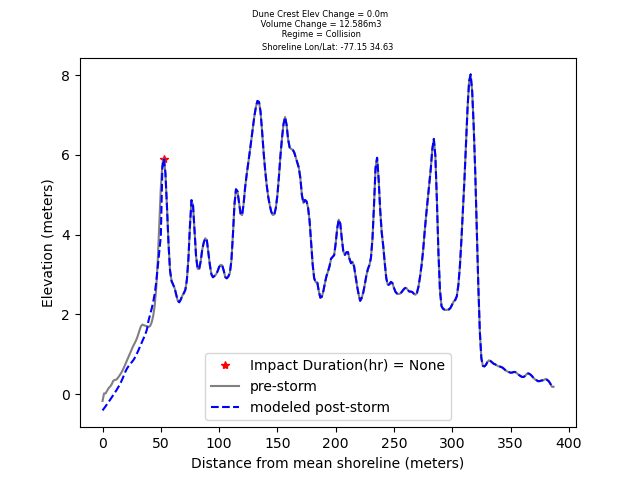 Dune Crest Elev Change = 0.0m
Volume Change = 12.586m3
Regime = Collision
Shoreline Lon/Lat: -77.15 34.63
8
6
4
2
0
Elevation (meters)
Impact Duration(hr) = None
pre-storm
modeled post-storm
0 50 100 150 200 250 300 350 400
Distance from mean shoreline (meters)